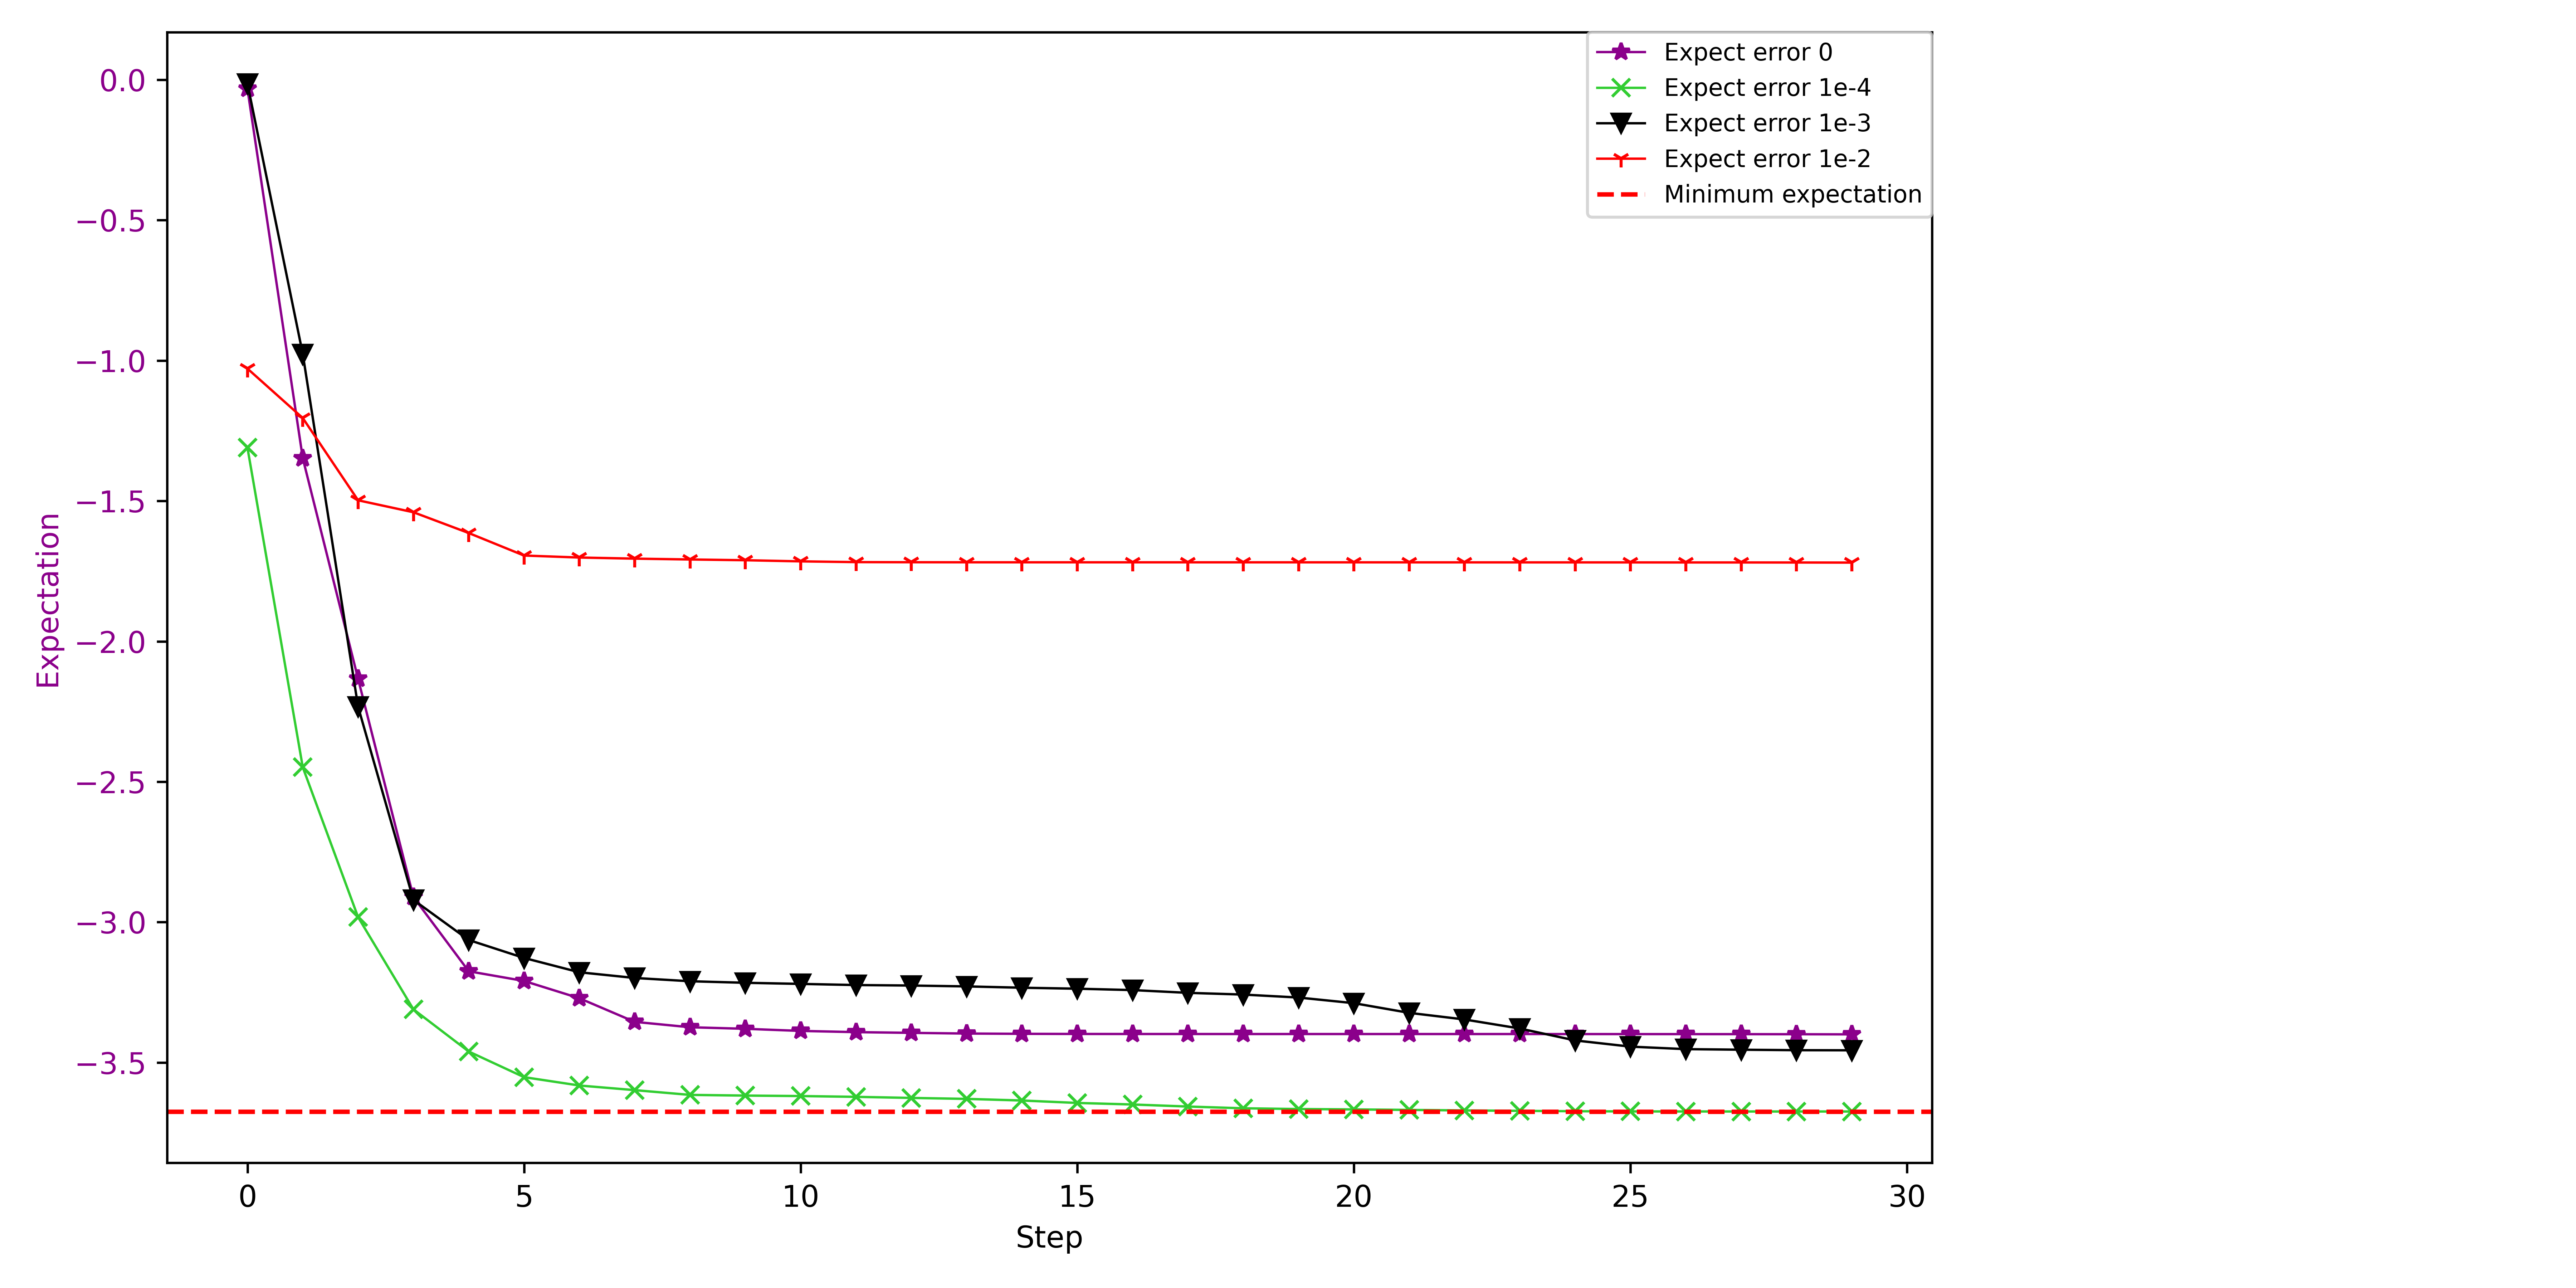 Expect error 0
Expect error 1e-4
Expect error 1e-3
Expect error 1e-2
Minimum expectation
0.0
−0.5
−1.0
−1.5
−2.0
−2.5
−3.0
−3.5
Expectation
0 5 10 15 20 25 30
Step